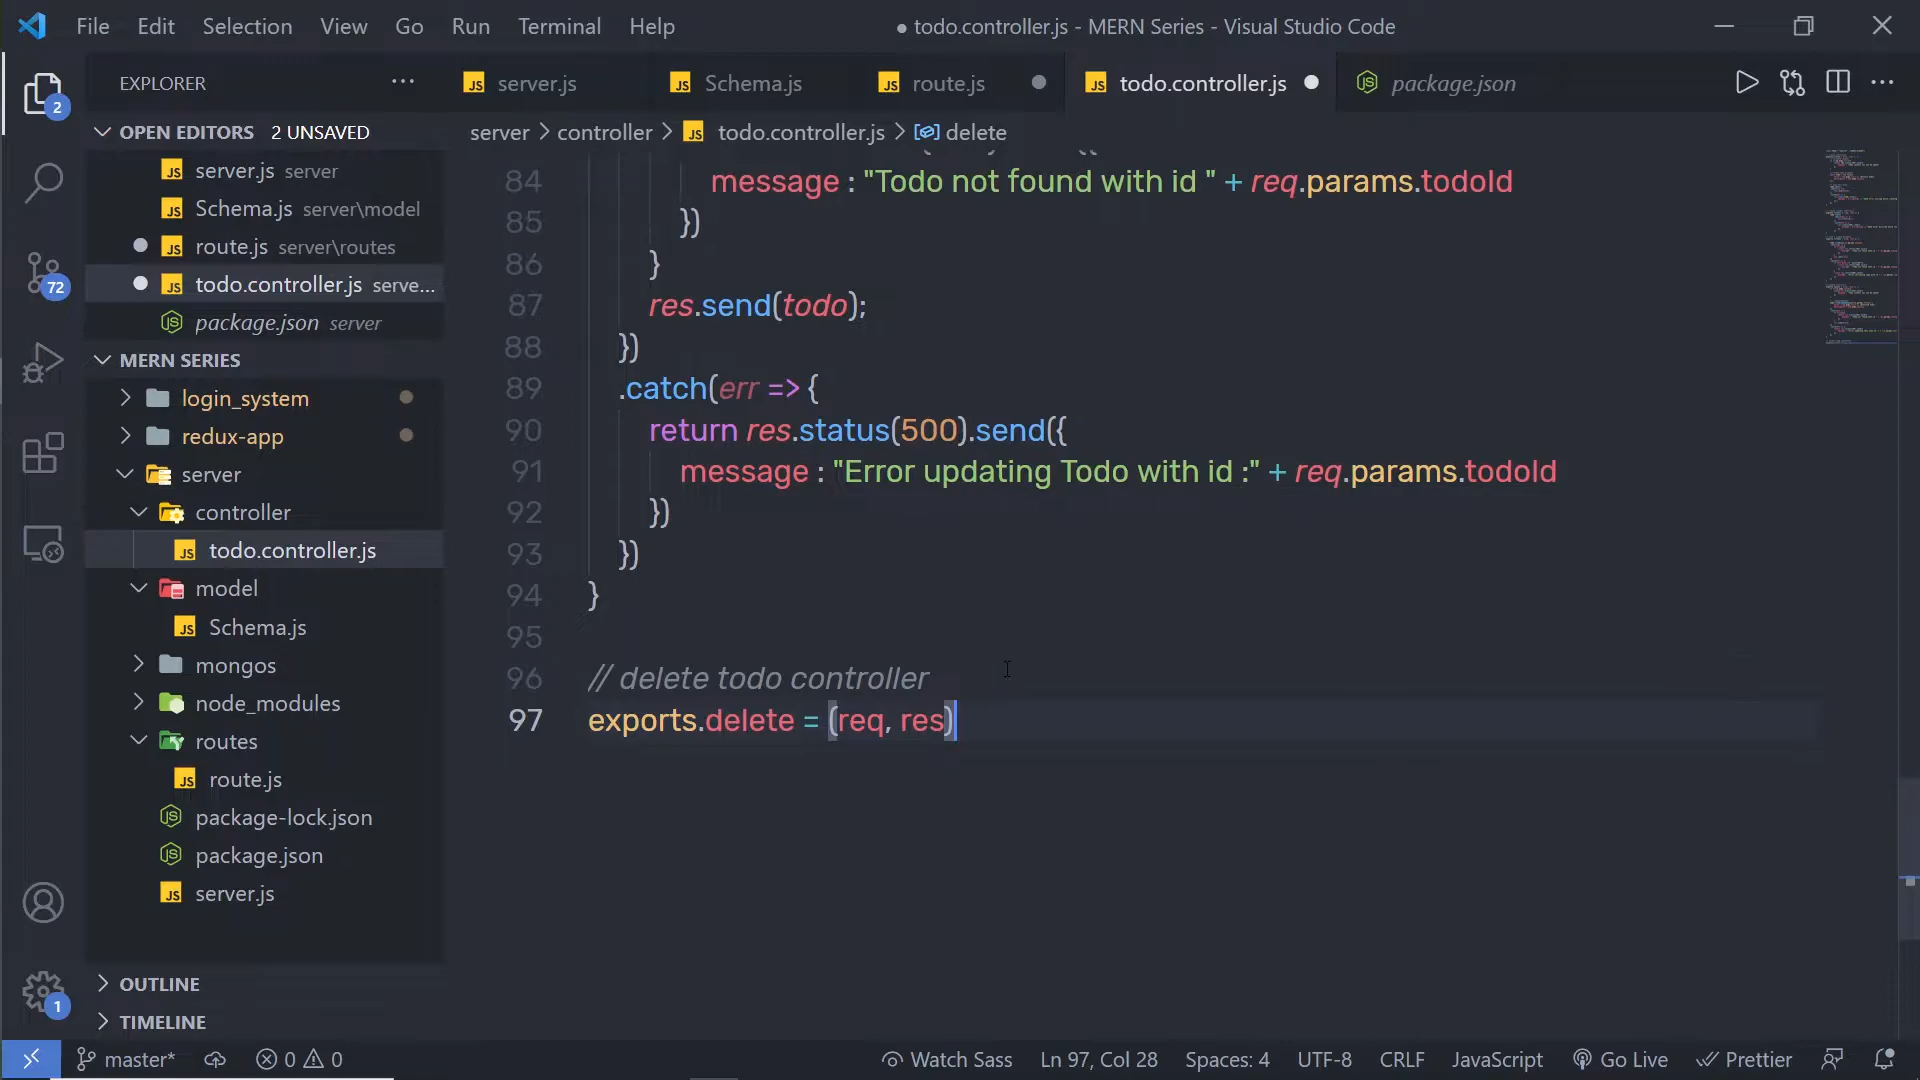 File Edit Selection View Go Run Terminal Help
● todo.controller.js - MERN Series - Visual Studio Code
EXPLORER
server.js
Schema.js
route.js
todo.controller.js
package.json
2
OPEN EDITORS 2 UNSAVED
server > controller > JS todo.controller.js > delete
server.js server
Schema.js server\model
route.js server\routes
todo.controller.js serve...
package.json server
72
MERN SERIES
login_system
redux-app
server
controller
todo.controller.js
model
Schema.js
mongos
node_modules
routes
route.js
package-lock.json
package.json
server.js
84 message : "Todo not found with id " + req.params.todoId
85 })
86 }
87 res.send(todo);
88 })
89 .catch(err => {
90 return res.status(500).send({
91 message : "Error updating Todo with id :" + req.params.todoId
92 })
93 })
94 }
95
96 // delete todo controller
97 exports.delete = (req, res)
1
OUTLINE
TIMELINE
master* 0 0 Watch Sass Ln 97, Col 28 Spaces: 4 UTF-8 CRLF JavaScript Go Live Prettier